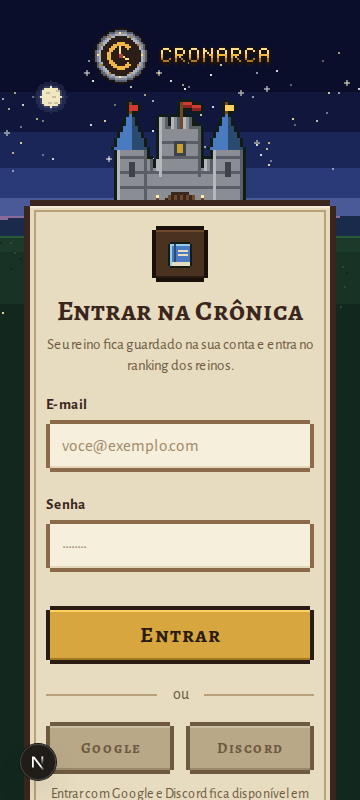 CRONARCA
Entrar na Crônica
Seu reino fica guardado na sua conta e entra no
ranking dos reinos.
E-mail
voce@exemplo.com
Senha
········
Entrar
ou
Google
Discord
N
Entrar com Google e Discord fica disponível em